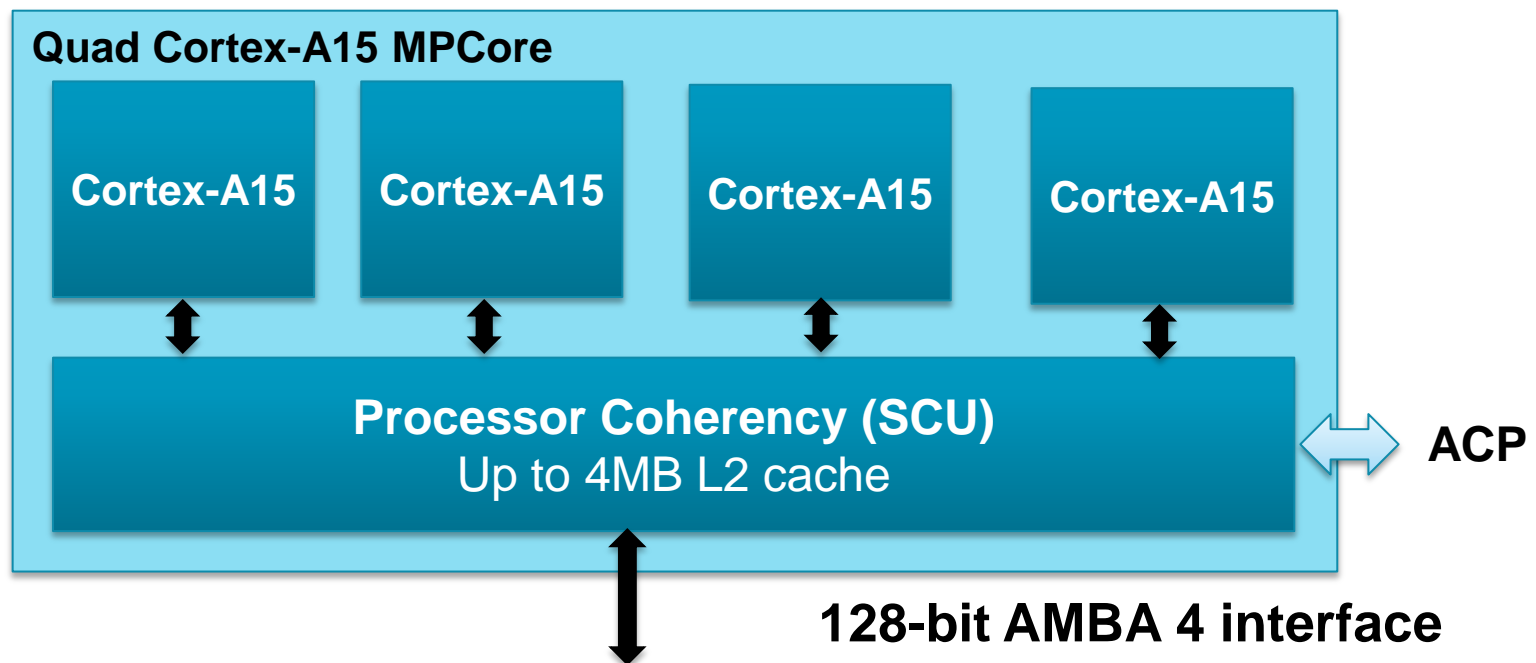 Quad Cortex-A15 MPCore
Cortex-A15
Cortex-A15
Cortex-A15
Cortex-A15
Processor Coherency (SCU)
Up to 4MB L2 cache
ACP
128-bit AMBA 4 interface